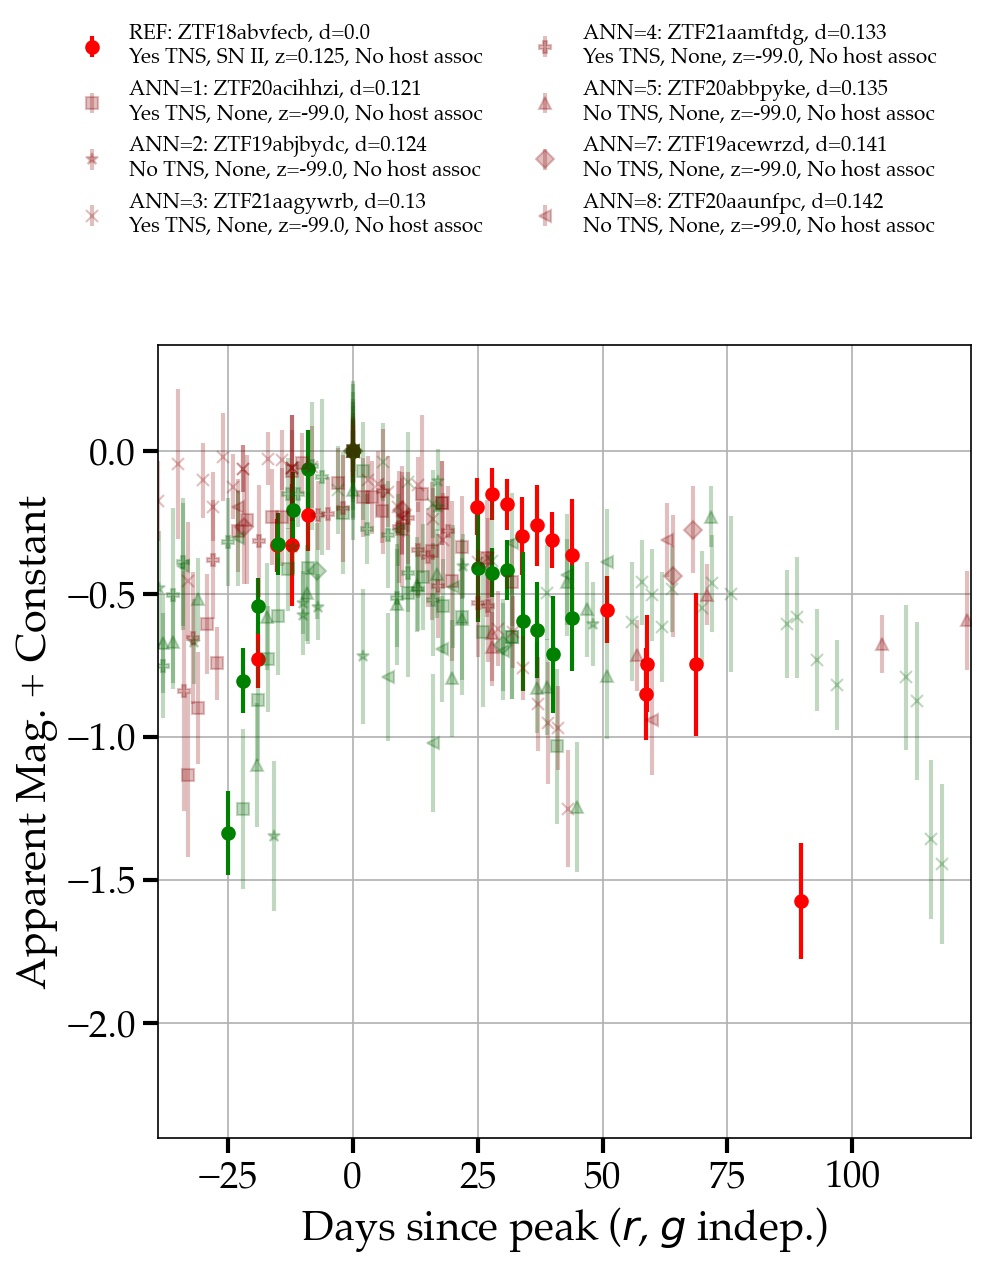 REF: ZTF18abvfecb, d=0.0
Yes TNS, SN II, z=0.125, No host assoc
ANN=1: ZTF20acihhzi, d=0.121
Yes TNS, None, z=-99.0, No host assoc
ANN=2: ZTF19abjbydc, d=0.124
No TNS, None, z=-99.0, No host assoc
ANN=3: ZTF21aagywrb, d=0.13
Yes TNS, None, z=-99.0, No host assoc
ANN=4: ZTF21aamftdg, d=0.133
Yes TNS, None, z=-99.0, No host assoc
ANN=5: ZTF20abbpyke, d=0.135
No TNS, None, z=-99.0, No host assoc
ANN=7: ZTF19acewrzd, d=0.141
No TNS, None, z=-99.0, No host assoc
ANN=8: ZTF20aaunfpc, d=0.142
No TNS, None, z=-99.0, No host assoc
Apparent Mag. + Constant
0.0
−0.5
−1.0
−1.5
−2.0
−25 0 25 50 75 100
Days since peak (r, g indep.)